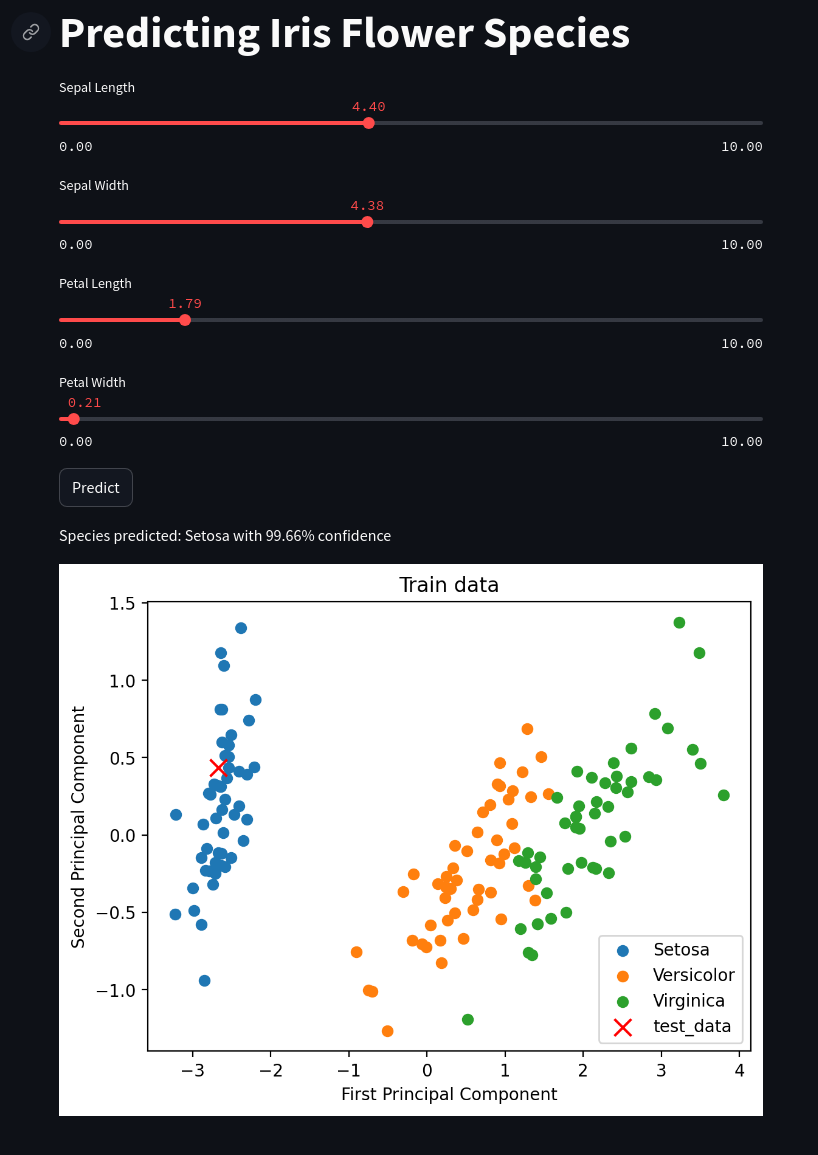 Predicting Iris Flower Species
Sepal Length
4.40
0.00 10.00
Sepal Width
4.38
0.00 10.00
Petal Length
1.79
0.00 10.00
Petal Width
0.21
0.00 10.00
Predict
Species predicted: Setosa with 99.66% confidence
Train data
1.5
1.0
0.5
0.0
−0.5
−1.0
Second Principal Component
Setosa
Versicolor
Virginica
test_data
−3 −2 −1 0 1 2 3 4
First Principal Component